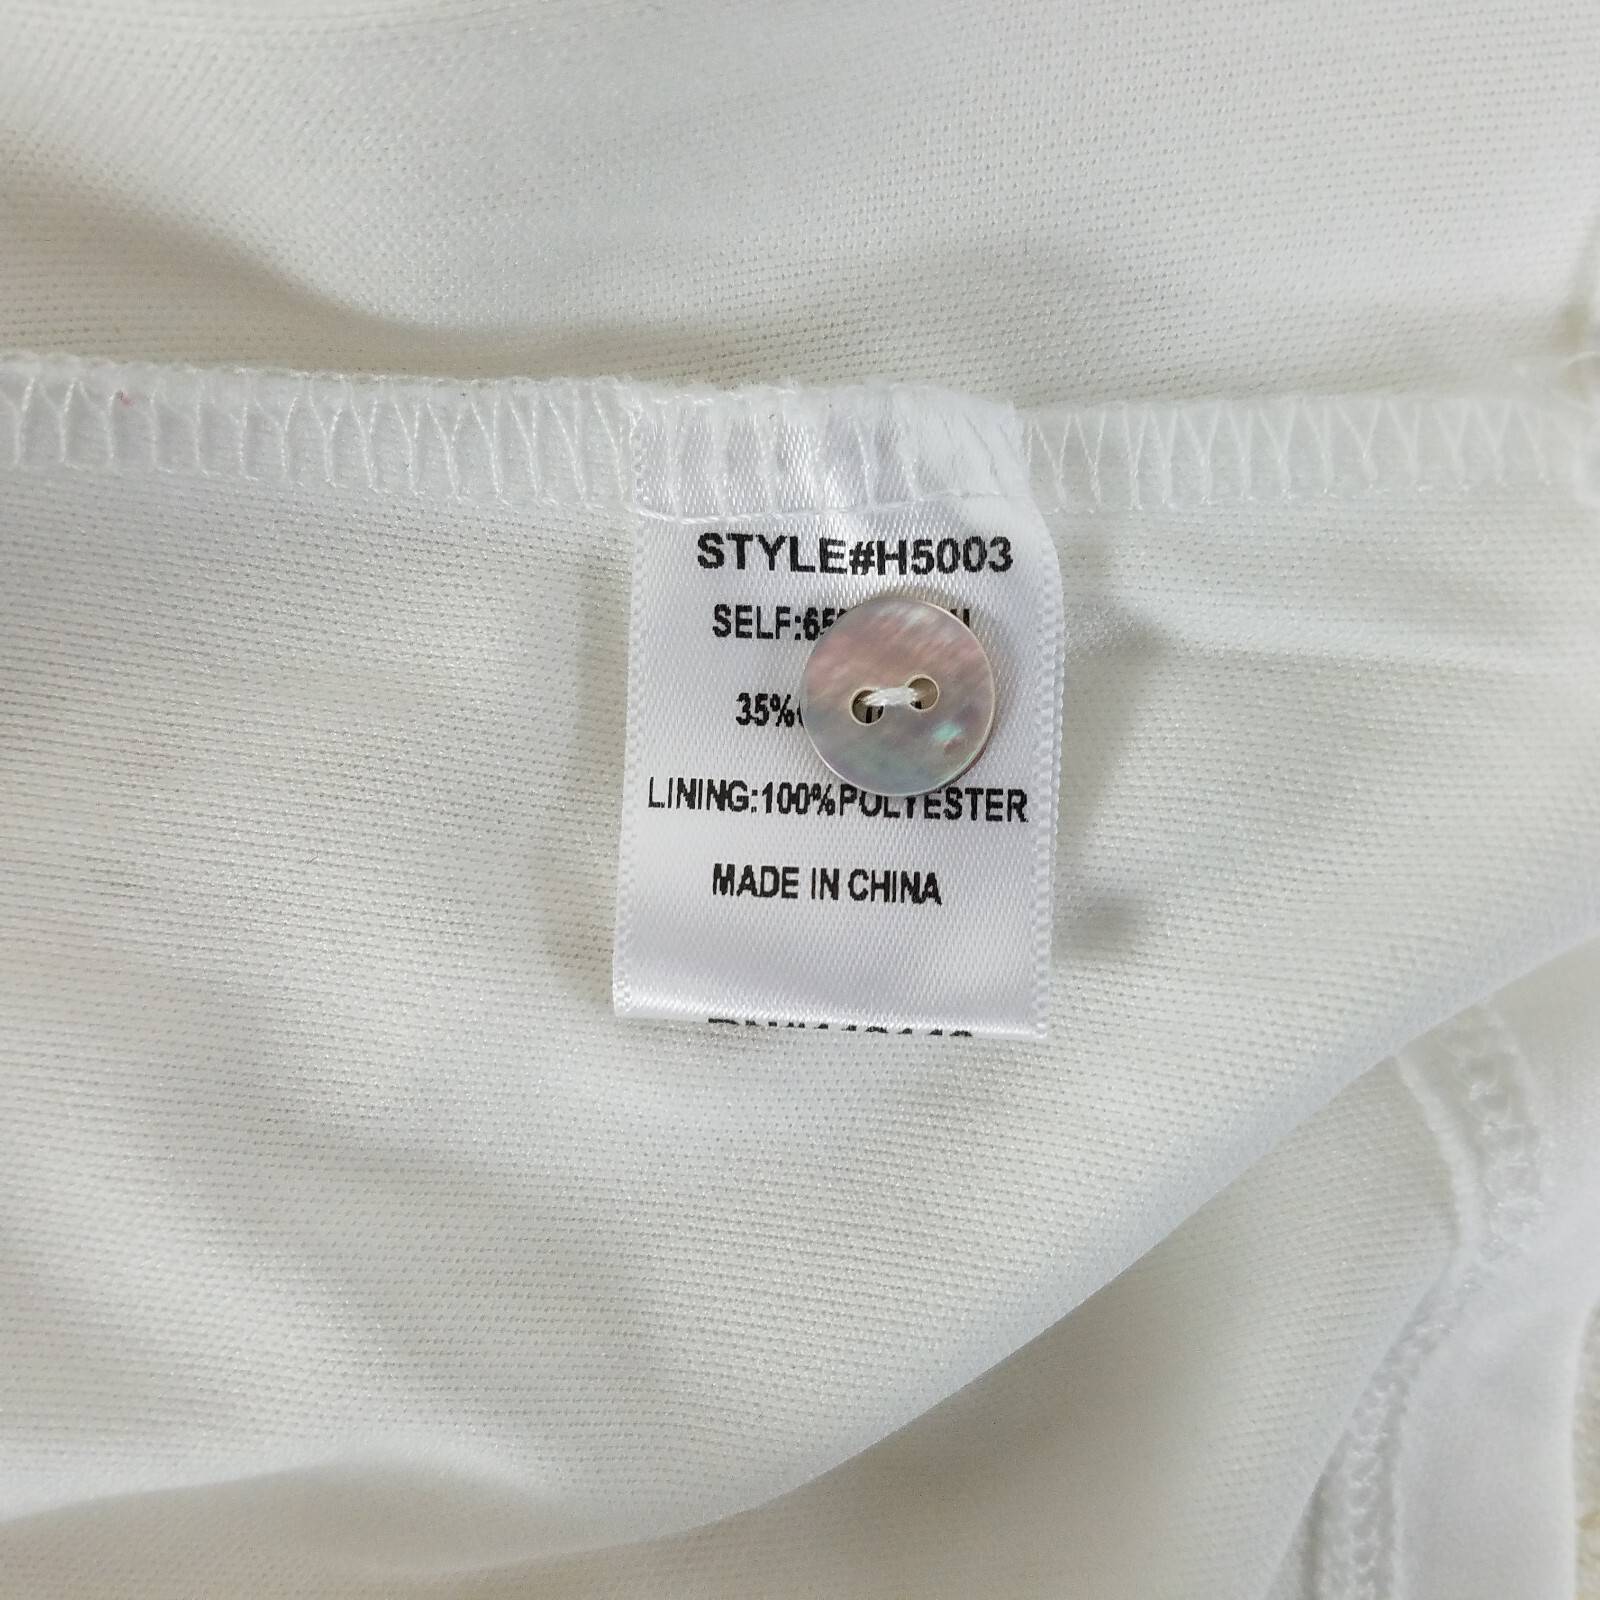 STYLE#H5003
SELF:65%
35%
LINING:100%POLYESTER
MADE IN CHINA